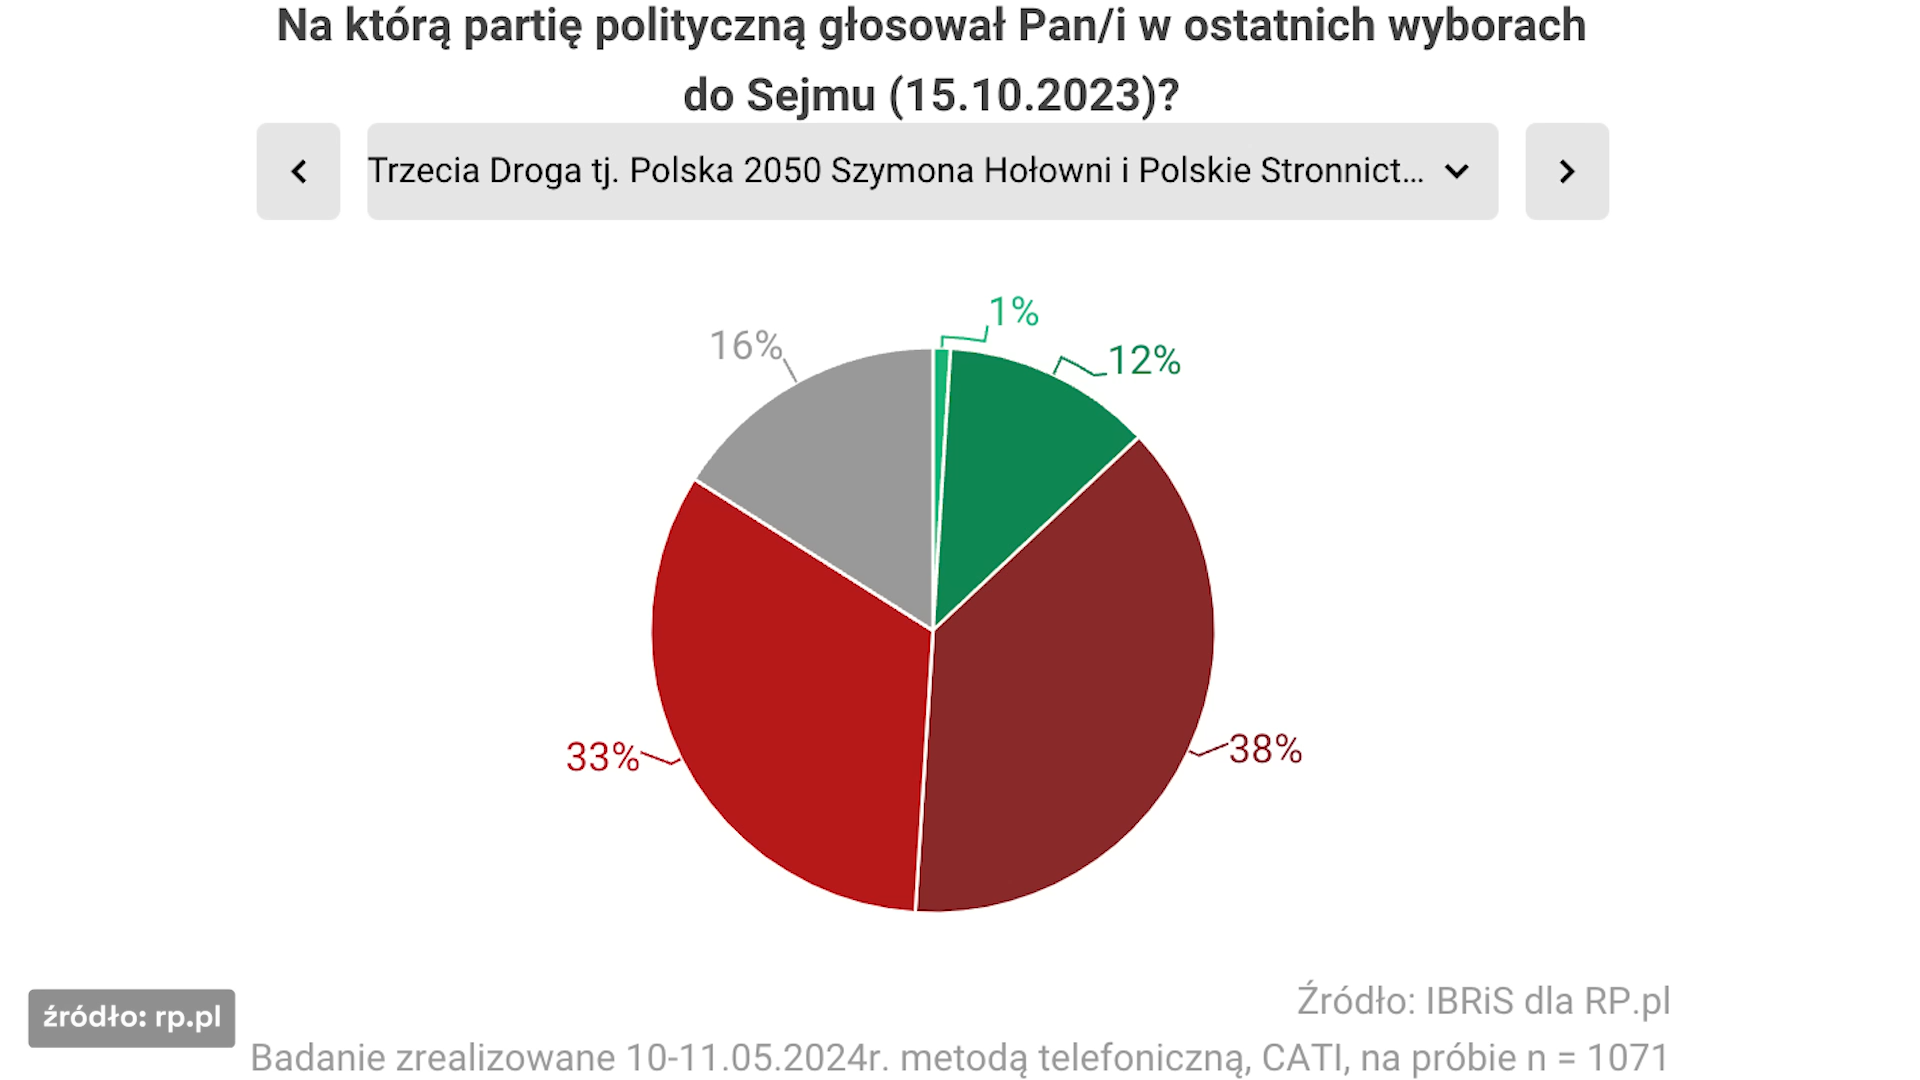 Na którą partię polityczną głosował Pan/i w ostatnich wyborach
do Sejmu (15.10.2023)?
Trzecia Droga tj. Polska 2050 Szymona Hołowni i Polskie Stronnict...
1%
16%
12%
33%
38%
Źródło: IBRiS dla RP.pl
źródło: rp.pl
Badanie zrealizowane 10-11.05.2024r. metodą telefoniczną, CATI, na próbie n = 1071